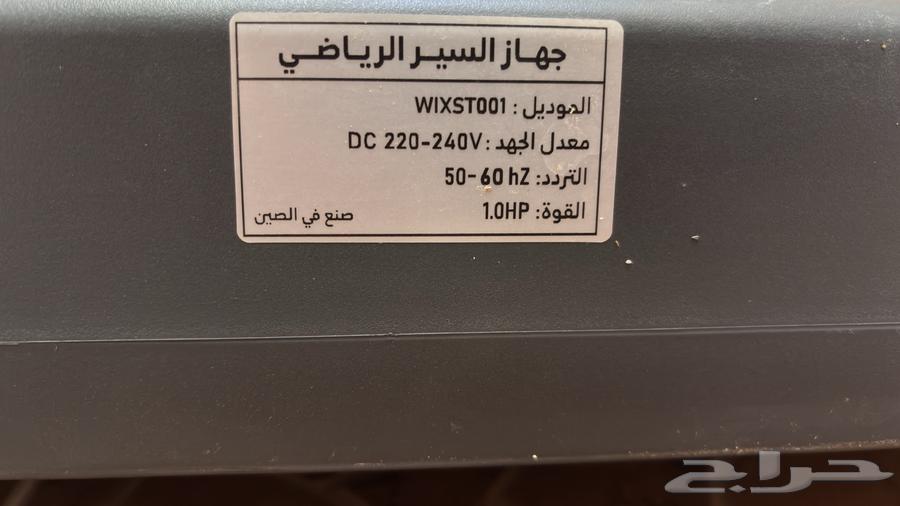 جهاز السير الرياضي
الموديل : WIXST001
معدل الجهد : DC 220-240V
التردد: 50-60 hZ
القوة: 1.0HP
صنع في الصين
حراج